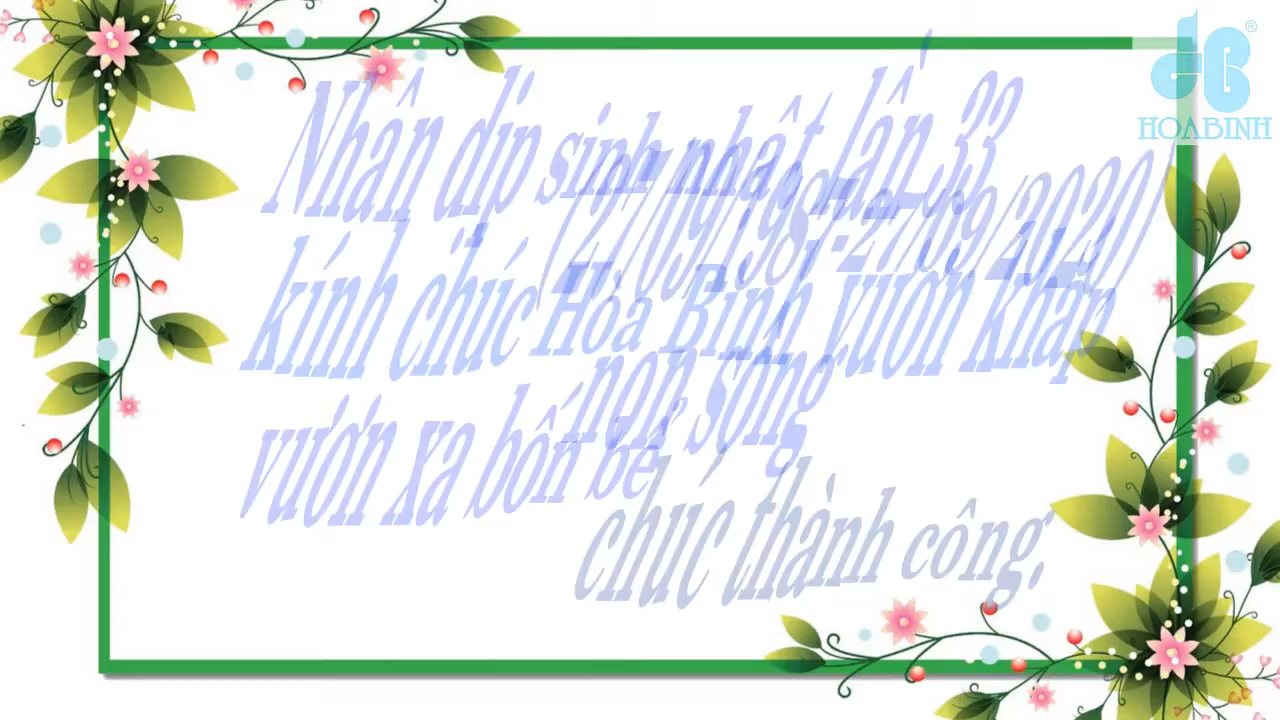 HOABINH
®
Nhân dịp sinh nhật lần 33
(27/09/1987-27/09/2020)
kính chúc Hòa Bình vươn khắp
non sông
vươn xa bốn bể
chúc thành công.